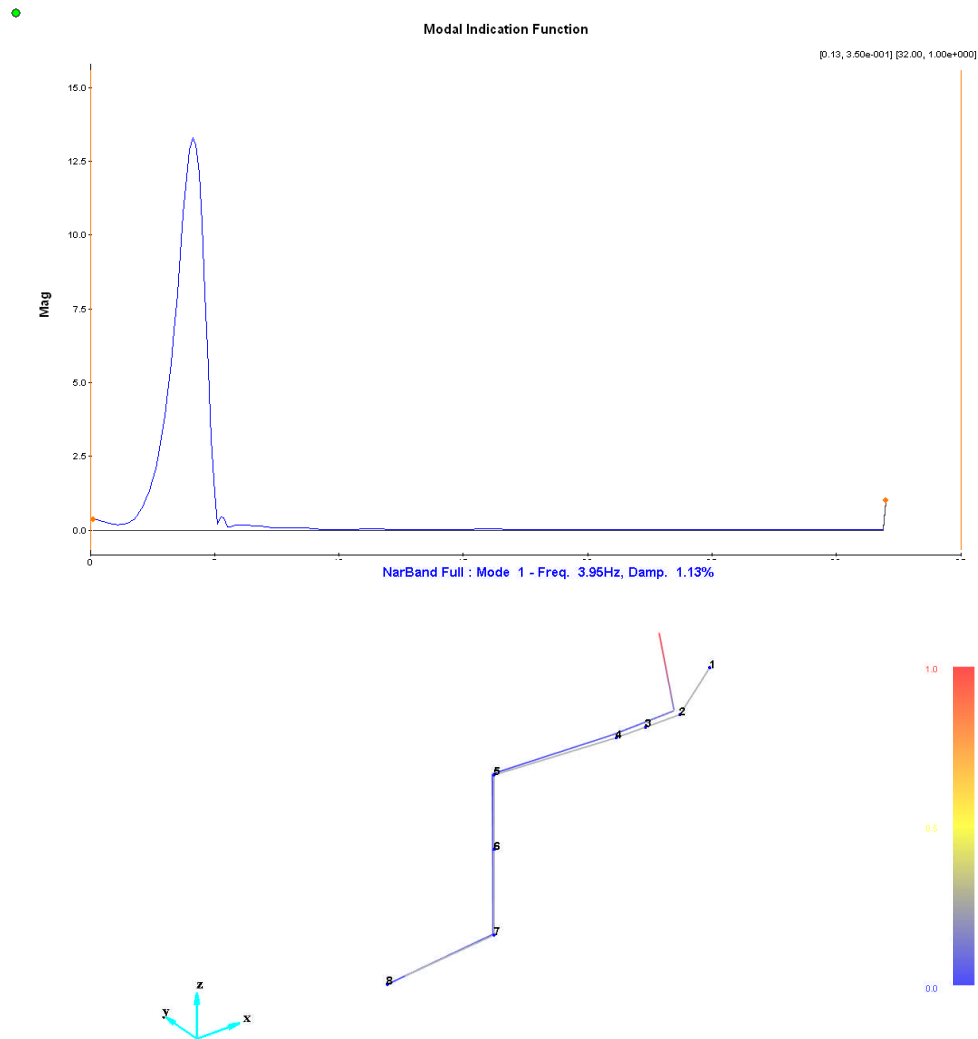 Modal Indication Function
[0.13, 3.50e-001] [32.00, 1.00e+000]
15.0
12.5
10.0
7.5
5.0
2.5
0.0
Mag
0
NarBand Full : Mode 1 - Freq. 3.95Hz, Damp. 1.13%
1
2
3
4
5
6
7
8
1.0
0.5
0.0
z
y
x